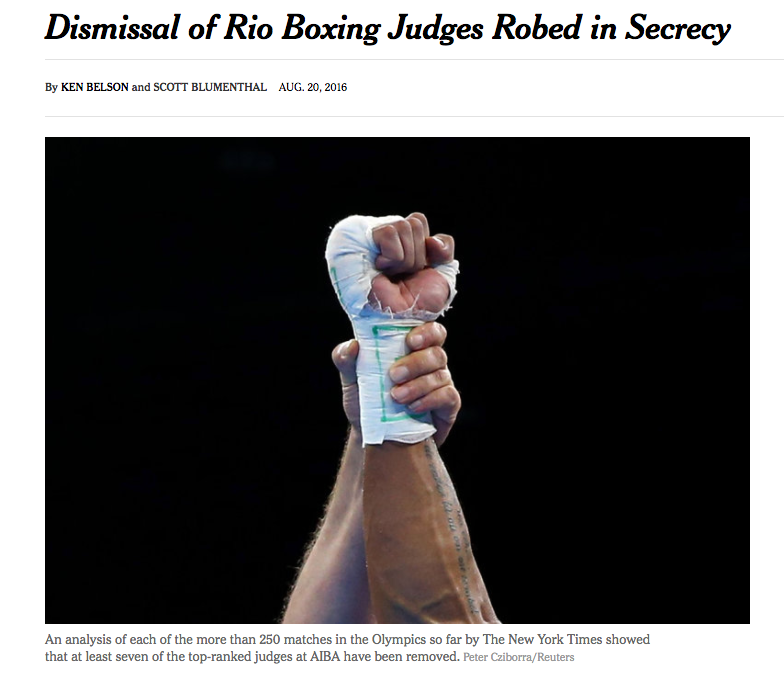 Dismissal of Rio Boxing Judges Robed in Secrecy
By KEN BELSON and SCOTT BLUMENTHAL AUG. 20, 2016
An analysis of each of the more than 250 matches in the Olympics so far by The New York Times showed
that at least seven of the top-ranked judges at AIBA have been removed. Peter Cziborra/Reuters